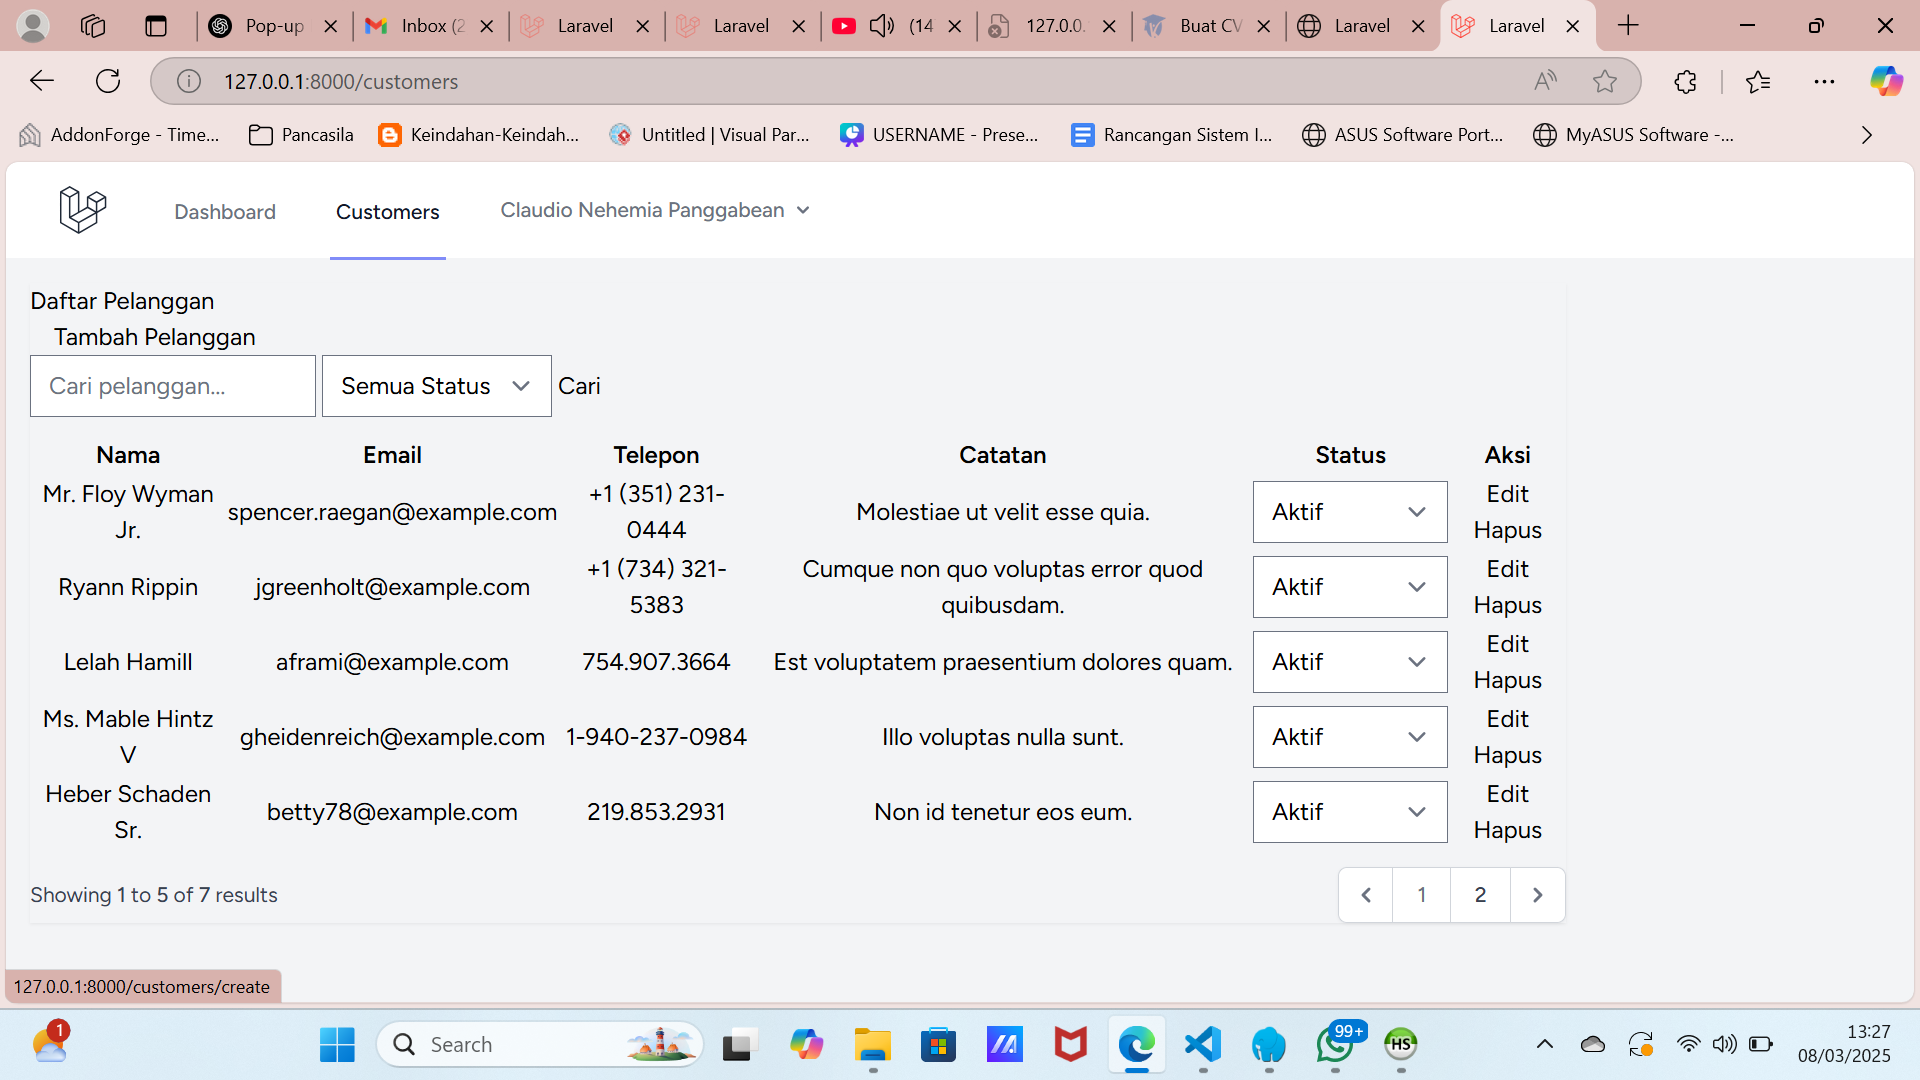 Pop-up
Inbox (2
Laravel
Laravel
(14
127.0.0.
Buat CV
Laravel
Laravel
127.0.0.1:8000/customers
AddonForge - Time...
Pancasila
Keindahan-Keindah...
Untitled | Visual Par...
USERNAME - Prese...
Rancangan Sistem I...
ASUS Software Port...
MyASUS Software -...
Dashboard
Customers
Claudio Nehemia Panggabean
Daftar Pelanggan
Tambah Pelanggan
Cari pelanggan...
Semua Status
Cari
Nama Email Telepon Catatan Status Aksi
Mr. Floy Wyman
Jr.
spencer.raegan@example.com
+1 (351) 231-
0444
Molestiae ut velit esse quia.
Aktif
Edit
Hapus
Ryann Rippin
jgreenholt@example.com
+1 (734) 321-
5383
Cumque non quo voluptas error quod
quibusdam.
Aktif
Edit
Hapus
Lelah Hamill
aframi@example.com
754.907.3664
Est voluptatem praesentium dolores quam.
Aktif
Edit
Hapus
Ms. Mable Hintz
V
gheidenreich@example.com
1-940-237-0984
Illo voluptas nulla sunt.
Aktif
Edit
Hapus
Heber Schaden
Sr.
betty78@example.com
219.853.2931
Non id tenetur eos eum.
Aktif
Edit
Hapus
Showing 1 to 5 of 7 results
1
2
127.0.0.1:8000/customers/create
1
Search
99+
HS
13:27
08/03/2025